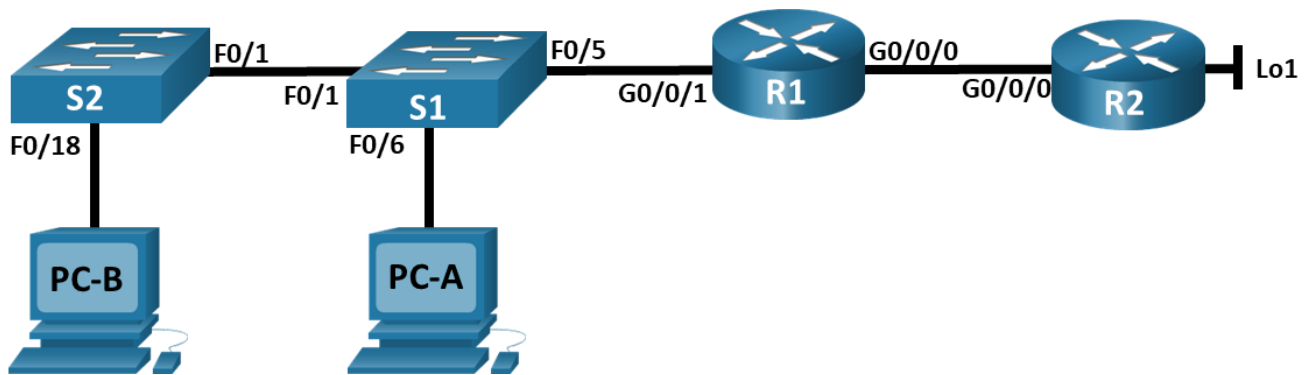 F0/1
F0/5
G0/0/0
Lo1
S2
F0/1
S1
G0/0/1
R1
G0/0/0
R2
F0/18
F0/6
PC-B
PC-A